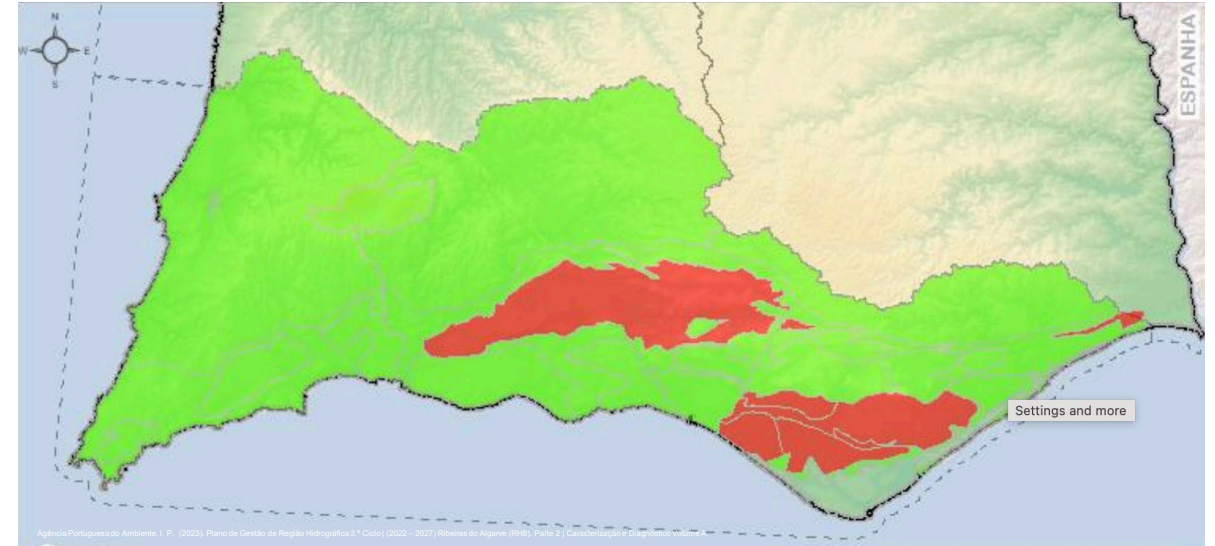 N
W
E
S
ESPANHA
Settings and more
Agência Portuguesa do Ambiente, I. P. (2023). Plano de Gestão de Região Hidrográfica 3.º Ciclo | (2022 – 2027) Ribeiras do Algarve (RH8). Parte 2 | Caracterização e Diagnóstico volume A